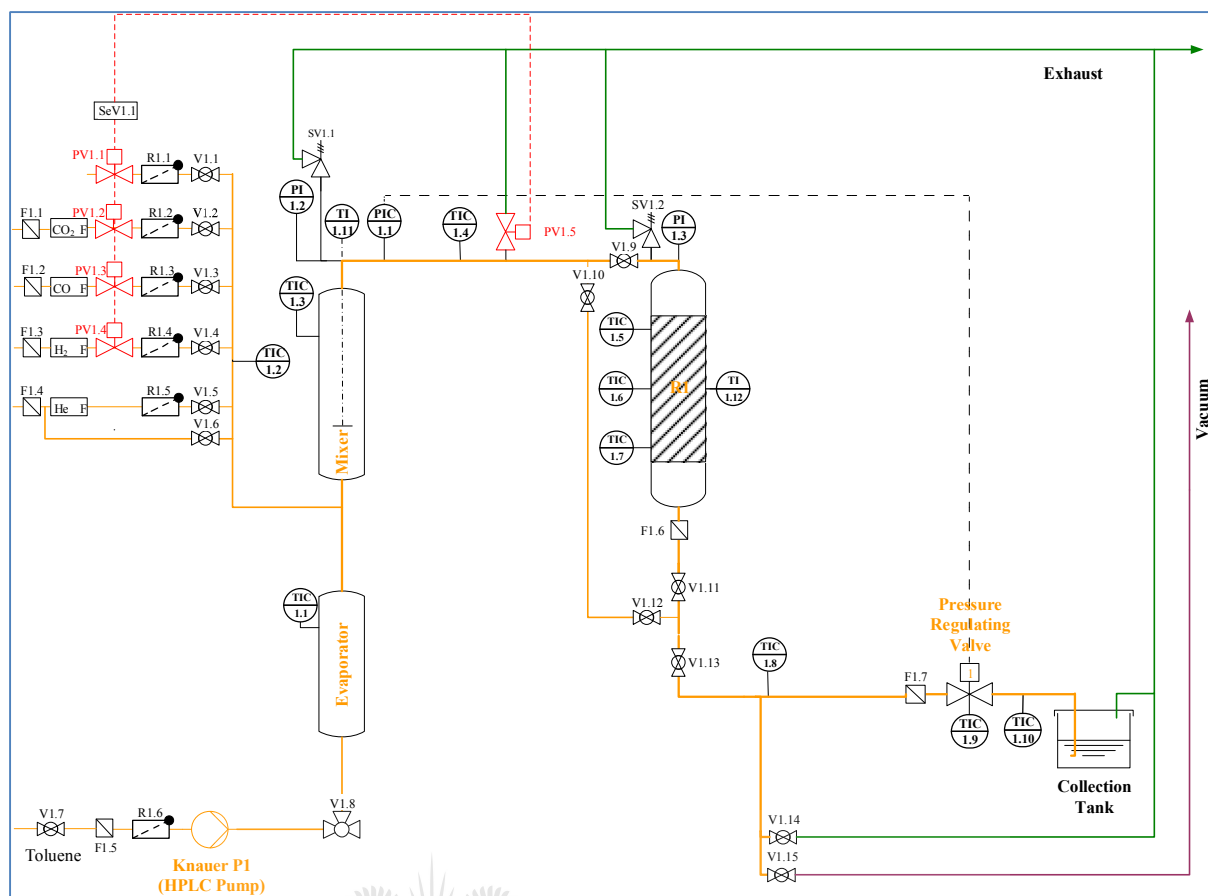 Exhaust
SeV1.1
SV1.1
PV1.1
R1.1
V1.1
PI
1.2
TI
1.11
PIC
1.1
TIC
1.4
PV1.5
SV1.2
PI
1.3
V1.9
F1.1
CO2 F
PV1.2
R1.2
V1.2
V1.10
F1.2
CO F
PV1.3
R1.3
V1.3
TIC
1.3
F1.3
H2 F
PV1.4
R1.4
V1.4
TIC
1.2
TIC
1.5
F1.4
He F
R1.5
V1.5
V1.6
TIC
1.6
R1
TI
1.12
TIC
1.7
Mixer
Vacuum
F1.6
V1.11
V1.12
V1.13
TIC
1.1
Evaporator
Pressure
Regulating
Valve
1
TIC
1.8
F1.7
TIC
1.9
TIC
1.10
Collection
Tank
V1.7
Toluene
F1.5
R1.6
Knauer P1
(HPLC Pump)
V1.8
V1.14
V1.15